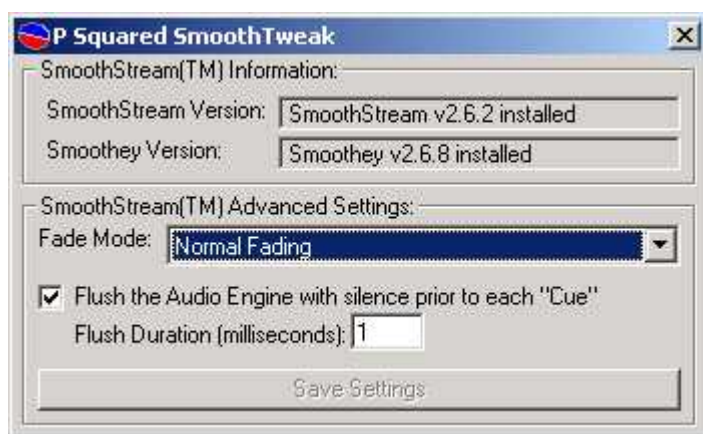 P Squared SmoothTweak
SmoothStream(TM) Information:
SmoothStream Version: SmoothStream v2.6.2 installed
Smoothey Version: Smoothey v2.6.8 installed
SmoothStream(TM) Advanced Settings:
Fade Mode: Normal Fading
Flush the Audio Engine with silence prior to each "Cue"
Flush Duration (milliseconds): 1
Save Settings